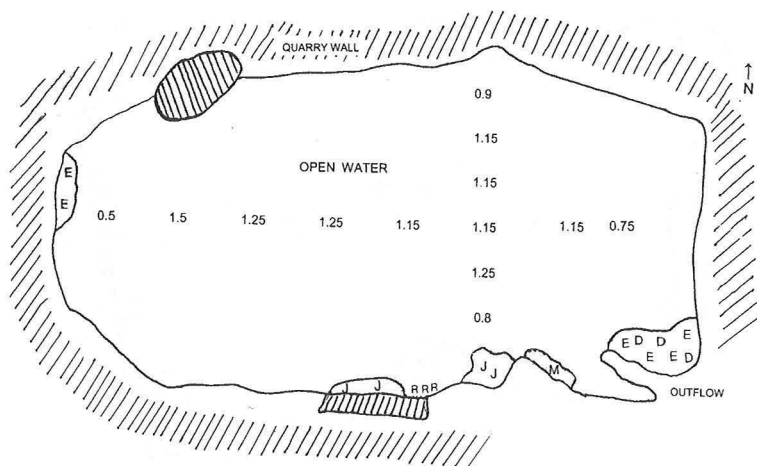 QUARRY WALL
↑
N
0.9
1.15
OPEN WATER
E
1.15
E
0.5 1.5 1.25 1.25 1.15 1.15 1.15 0.75
1.25
0.8
E D D E
E E D
J J
J J R R R
M
OUTFLOW